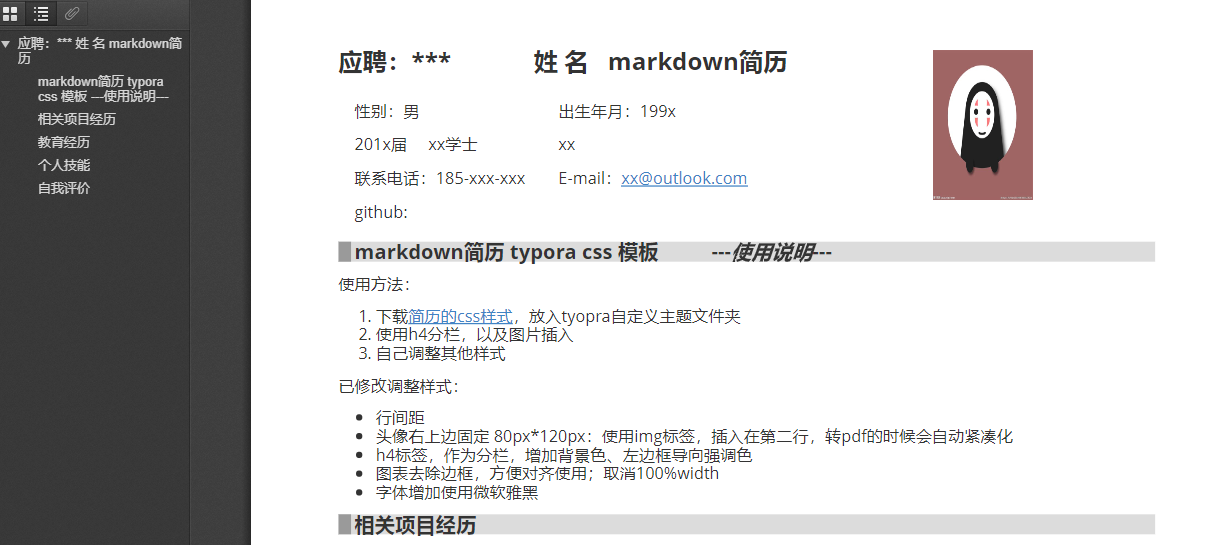 应聘：*** 姓 名 markdown简
历
markdown简历 typora
css 模板 ---使用说明---
相关项目经历
教育经历
个人技能
自我评价
应聘：*** 姓 名 markdown简历
性别：男 出生年月：199x
201x届 xx学士 xx
联系电话：185-xxx-xxx E-mail：xx@outlook.com
github:
markdown简历 typora css 模板 ---使用说明---
使用方法：
1. 下载简历的css样式，放入tyopra自定义主题文件夹
2. 使用h4分栏，以及图片插入
3. 自己调整其他样式
已修改调整样式：
• 行间距
• 头像右上边固定 80px*120px：使用img标签，插入在第二行，转pdf的时候会自动紧凑化
• h4标签，作为分栏，增加背景色、左边框导向强调色
• 图表去除边框，方便对齐使用；取消100%width
• 字体增加使用微软雅黑
相关项目经历